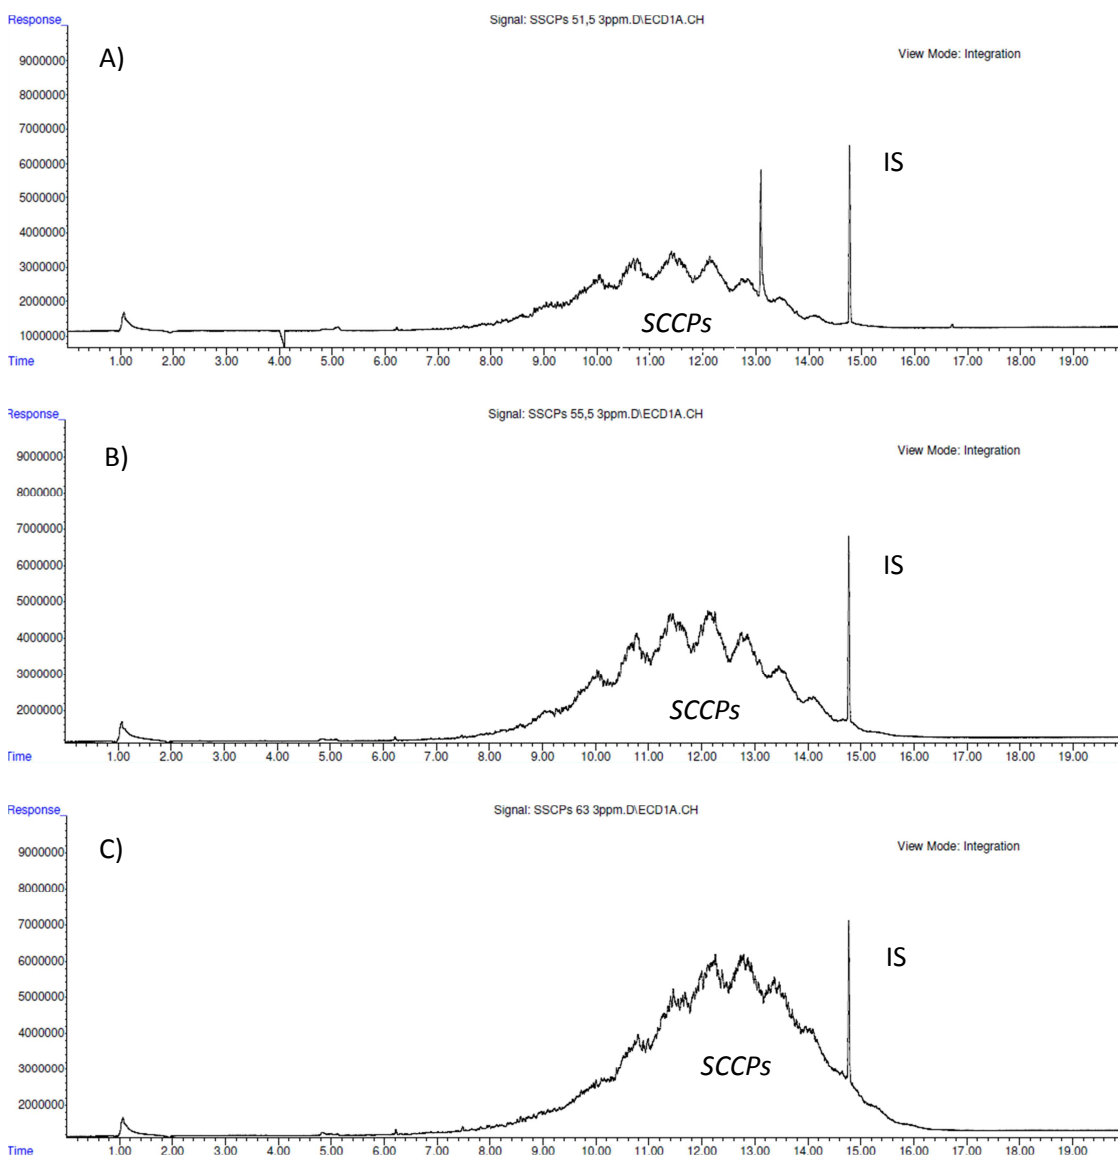 Response
Signal: SSCPs 51,5 3ppm.D\ECD1A.CH
A)
View Mode: Integration
9000000
8000000
7000000
6000000
5000000
4000000
3000000
2000000
1000000
IS
SCCPs
Time
1.00 2.00 3.00 4.00 5.00 6.00 7.00 8.00 9.00 10.00 11.00 12.00 13.00 14.00 15.00 16.00 17.00 18.00 19.00
Response
Signal: SSCPs 55,5 3ppm.D\ECD1A.CH
B)
View Mode: Integration
9000000
8000000
7000000
6000000
5000000
4000000
3000000
2000000
IS
SCCPs
Time
1.00 2.00 3.00 4.00 5.00 6.00 7.00 8.00 9.00 10.00 11.00 12.00 13.00 14.00 15.00 16.00 17.00 18.00 19.00
Response
Signal: SSCPs 63 3ppm.D\ECD1A.CH
C)
View Mode: Integration
9000000
8000000
7000000
6000000
5000000
4000000
3000000
2000000
IS
SCCPs
Time
1.00 2.00 3.00 4.00 5.00 6.00 7.00 8.00 9.00 10.00 11.00 12.00 13.00 14.00 15.00 16.00 17.00 18.00 19.00